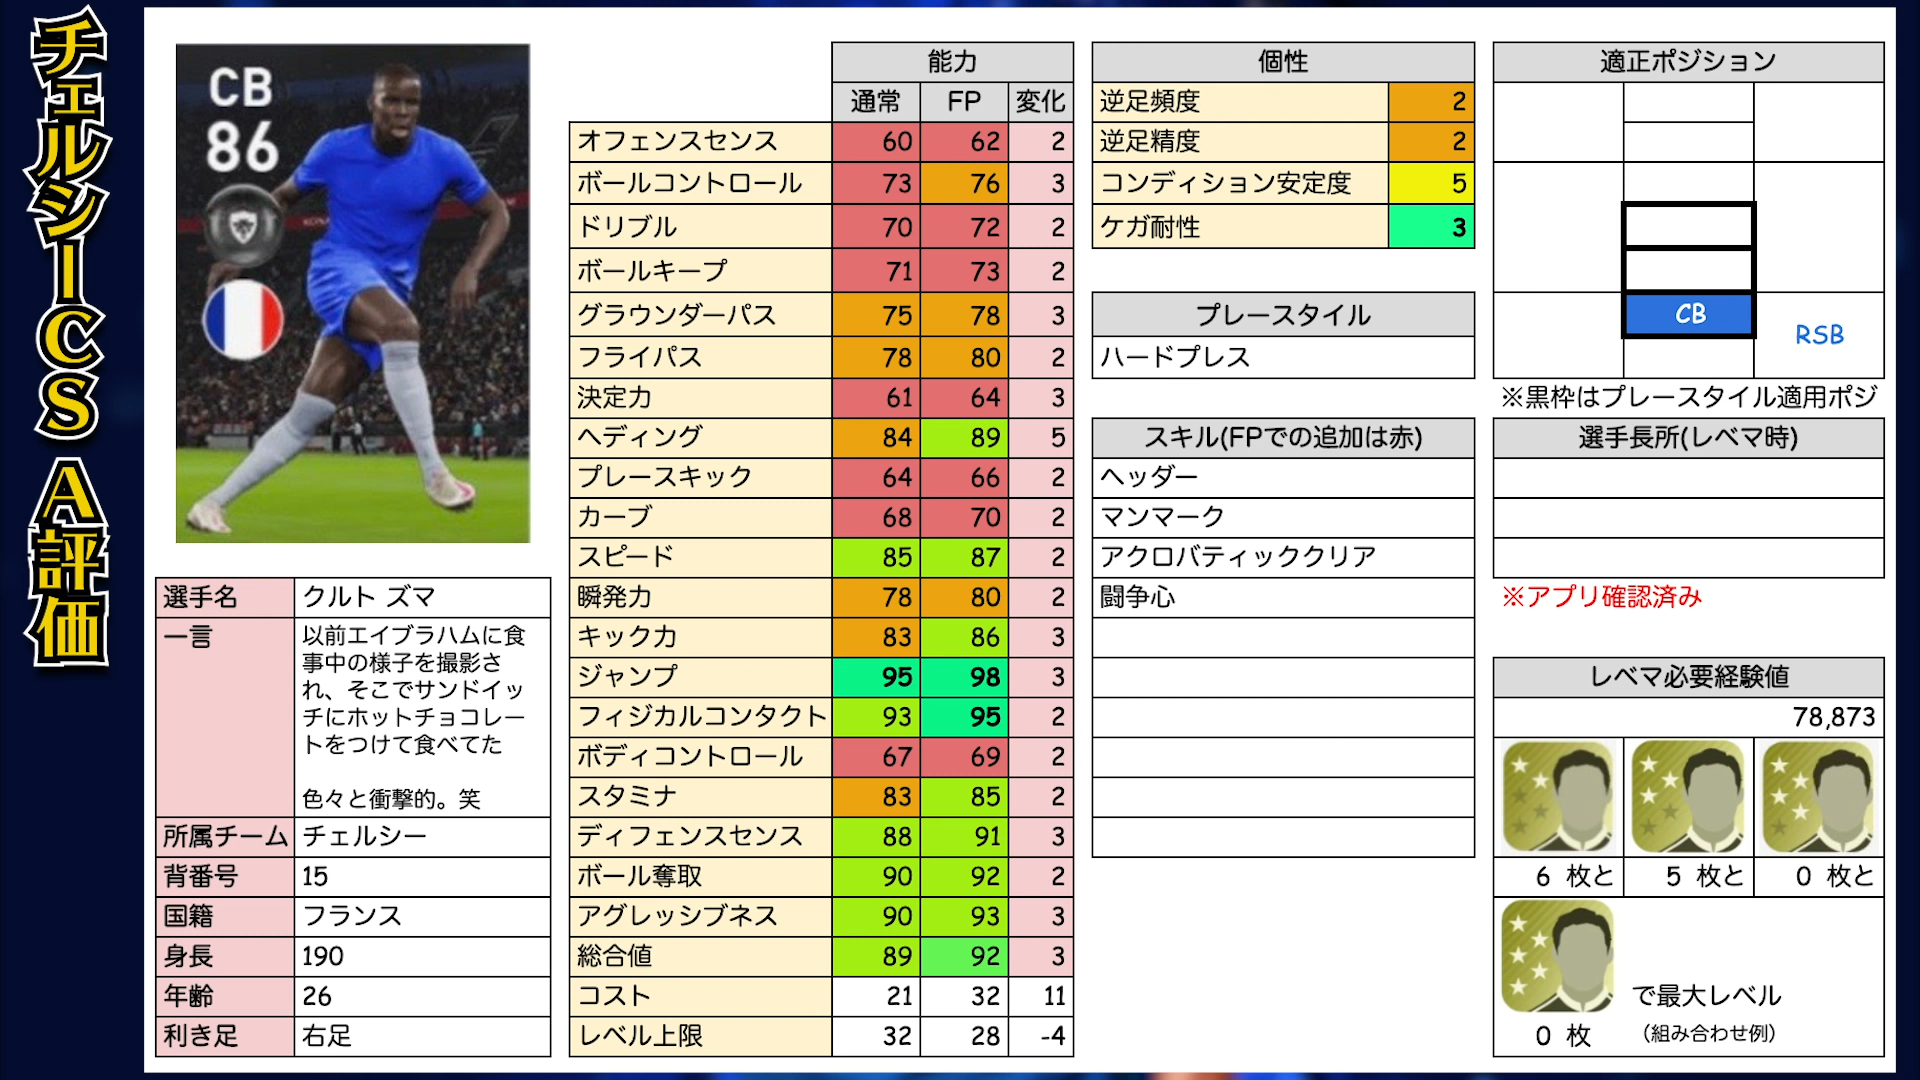 チェルシーCS A評価
CB
86
選手名 クルト ズマ
一言 以前エイブラハムに食
事中の様子を撮影さ
れ、そこでサンドイッ
チにホットチョコレー
トをつけて食べてた
色々と衝撃的。笑
所属チーム チェルシー
背番号 15
国籍 フランス
身長 190
年齢 26
利き足 右足
能力
通常 FP 変化
オフェンスセンス 60 62 2
ボールコントロール 73 76 3
ドリブル 70 72 2
ボールキープ 71 73 2
グラウンダーパス 75 78 3
フライパス 78 80 2
決定力 61 64 3
ヘディング 84 89 5
プレースキック 64 66 2
カーブ 68 70 2
スピード 85 87 2
瞬発力 78 80 2
キック力 83 86 3
ジャンプ 95 98 3
フィジカルコンタクト 93 95 2
ボディコントロール 67 69 2
スタミナ 83 85 2
ディフェンスセンス 88 91 3
ボール奪取 90 92 2
アグレッシブネス 90 93 3
総合値 89 92 3
コスト 21 32 11
レベル上限 32 28 -4
個性
逆足頻度 2
逆足精度 2
コンディション安定度 5
ケガ耐性 3
プレースタイル
ハードプレス
スキル(FPでの追加は赤)
ヘッダー
マンマーク
アクロバティッククリア
闘争心
適正ポジション
CB
RSB
※黒枠はプレースタイル適用ポジ
選手長所(レベマ時)
※アプリ確認済み
レベマ必要経験値
78,873
6 枚と 5 枚と 0 枚と
で最大レベル
0 枚 （組み合わせ例）